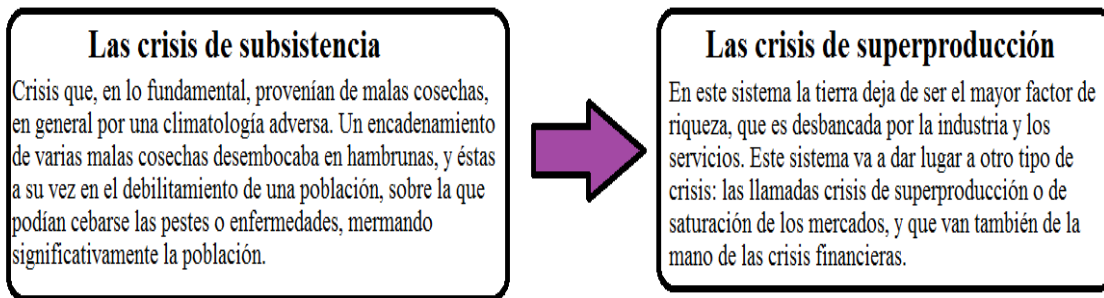 Las crisis de subsistencia
Crisis que, en lo fundamental, provenían de malas cosechas,
en general por una climatología adversa. Un encadenamiento
de varias malas cosechas desembocaba en hambrunas, y éstas
a su vez en el debilitamiento de una población, sobre la que
podían cebarse las pestes o enfermedades, mermando
significativamente la población.
Las crisis de superproducción
En este sistema la tierra deja de ser el mayor factor de
riqueza, que es desbancada por la industria y los
servicios. Este sistema va a dar lugar a otro tipo de
crisis: las llamadas crisis de superproducción o de
saturación de los mercados, y que van también de la
mano de las crisis financieras.